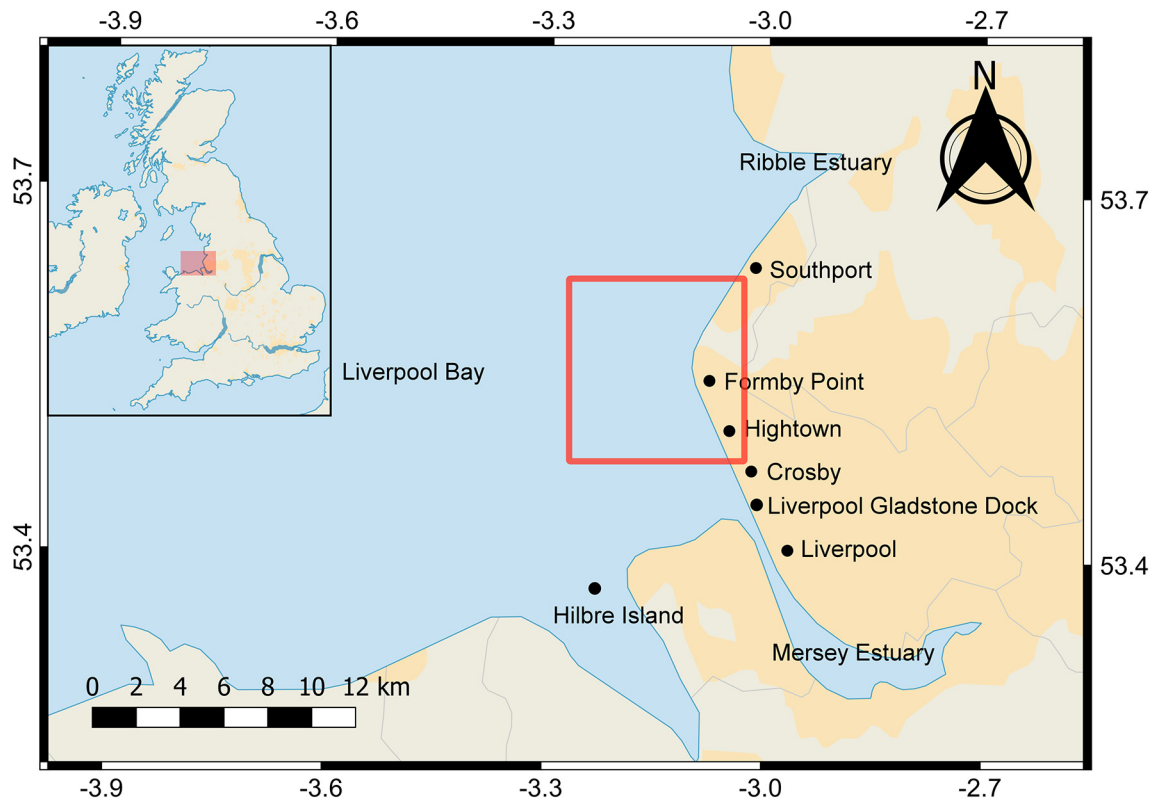 -3.9 -3.6 -3.3 -3.0 -2.7
N
Ribble Estuary
53.7
53.7
Southport
Liverpool Bay
Formby Point
Hightown
Crosby
Liverpool Gladstone Dock
53.4
Liverpool
53.4
Hilbre Island
Mersey Estuary
0 2 4 6 8 10 12 km
-3.9 -3.6 -3.3 -3.0 -2.7